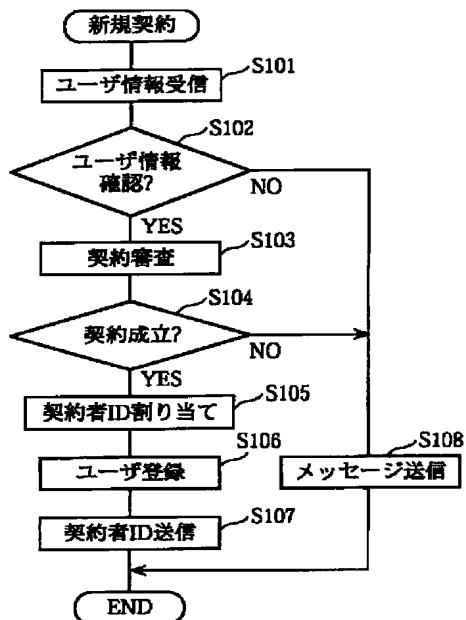 新規契約
S101
ユーザ情報受信
S102
ユーザ情報
確認?
NO
YES
S103
契約審査
S104
契約成立?
NO
YES
S105
契約者ID割り当て
S106
ユーザ登録
S108
メッセージ送信
S107
契約者ID送信
END